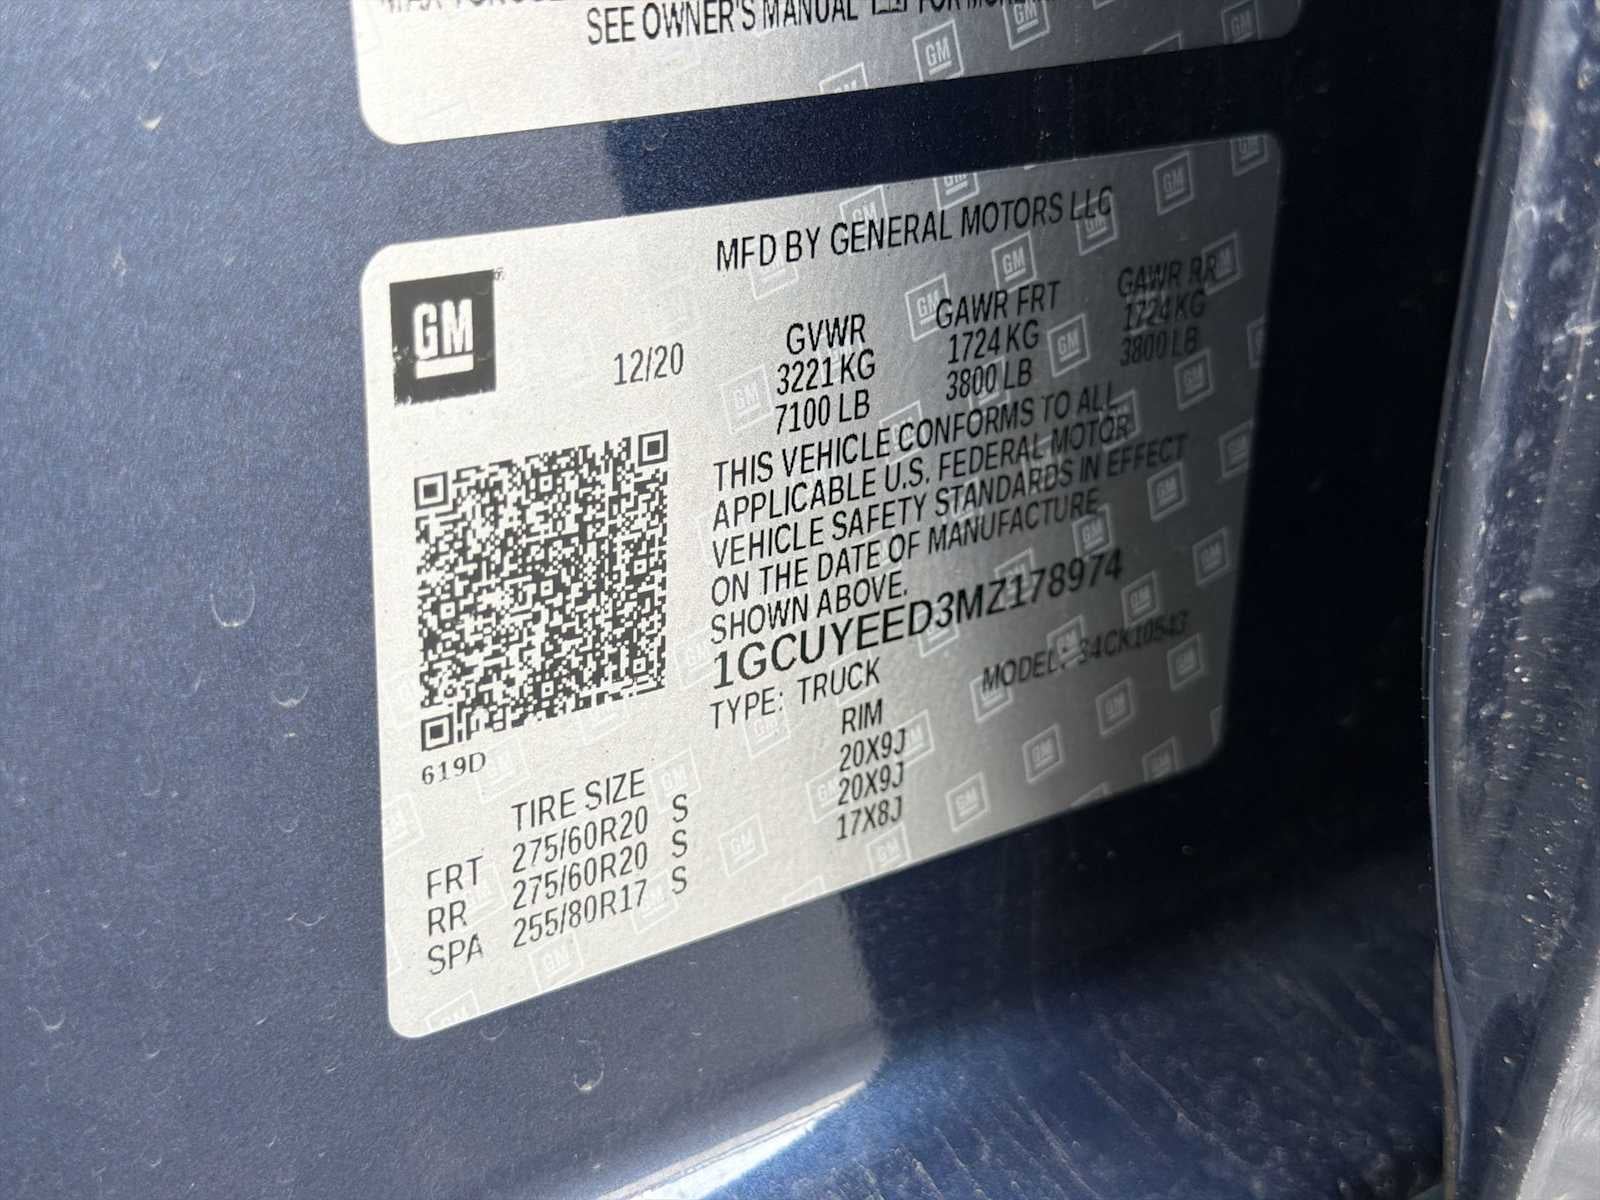 SEE OWNER'S MANUAL
MFD BY GENERAL MOTORS LLC
GM
12/20
GVWR GAWR FRT GAWR RR
3221 KG 1724 KG 1724 KG
7100 LB 3800 LB 3800 LB
THIS VEHICLE CONFORMS TO ALL
APPLICABLE U.S. FEDERAL MOTOR
VEHICLE SAFETY STANDARDS IN EFFECT
ON THE DATE OF MANUFACTURE
SHOWN ABOVE.
1GCUYEED3MZ178974
TYPE: TRUCK MODEL: 34CK10543
619D
TIRE SIZE RIM
FRT 275/60R20 S 20X9J
RR 275/60R20 S 20X9J
SPA 255/80R17 S 17X8J